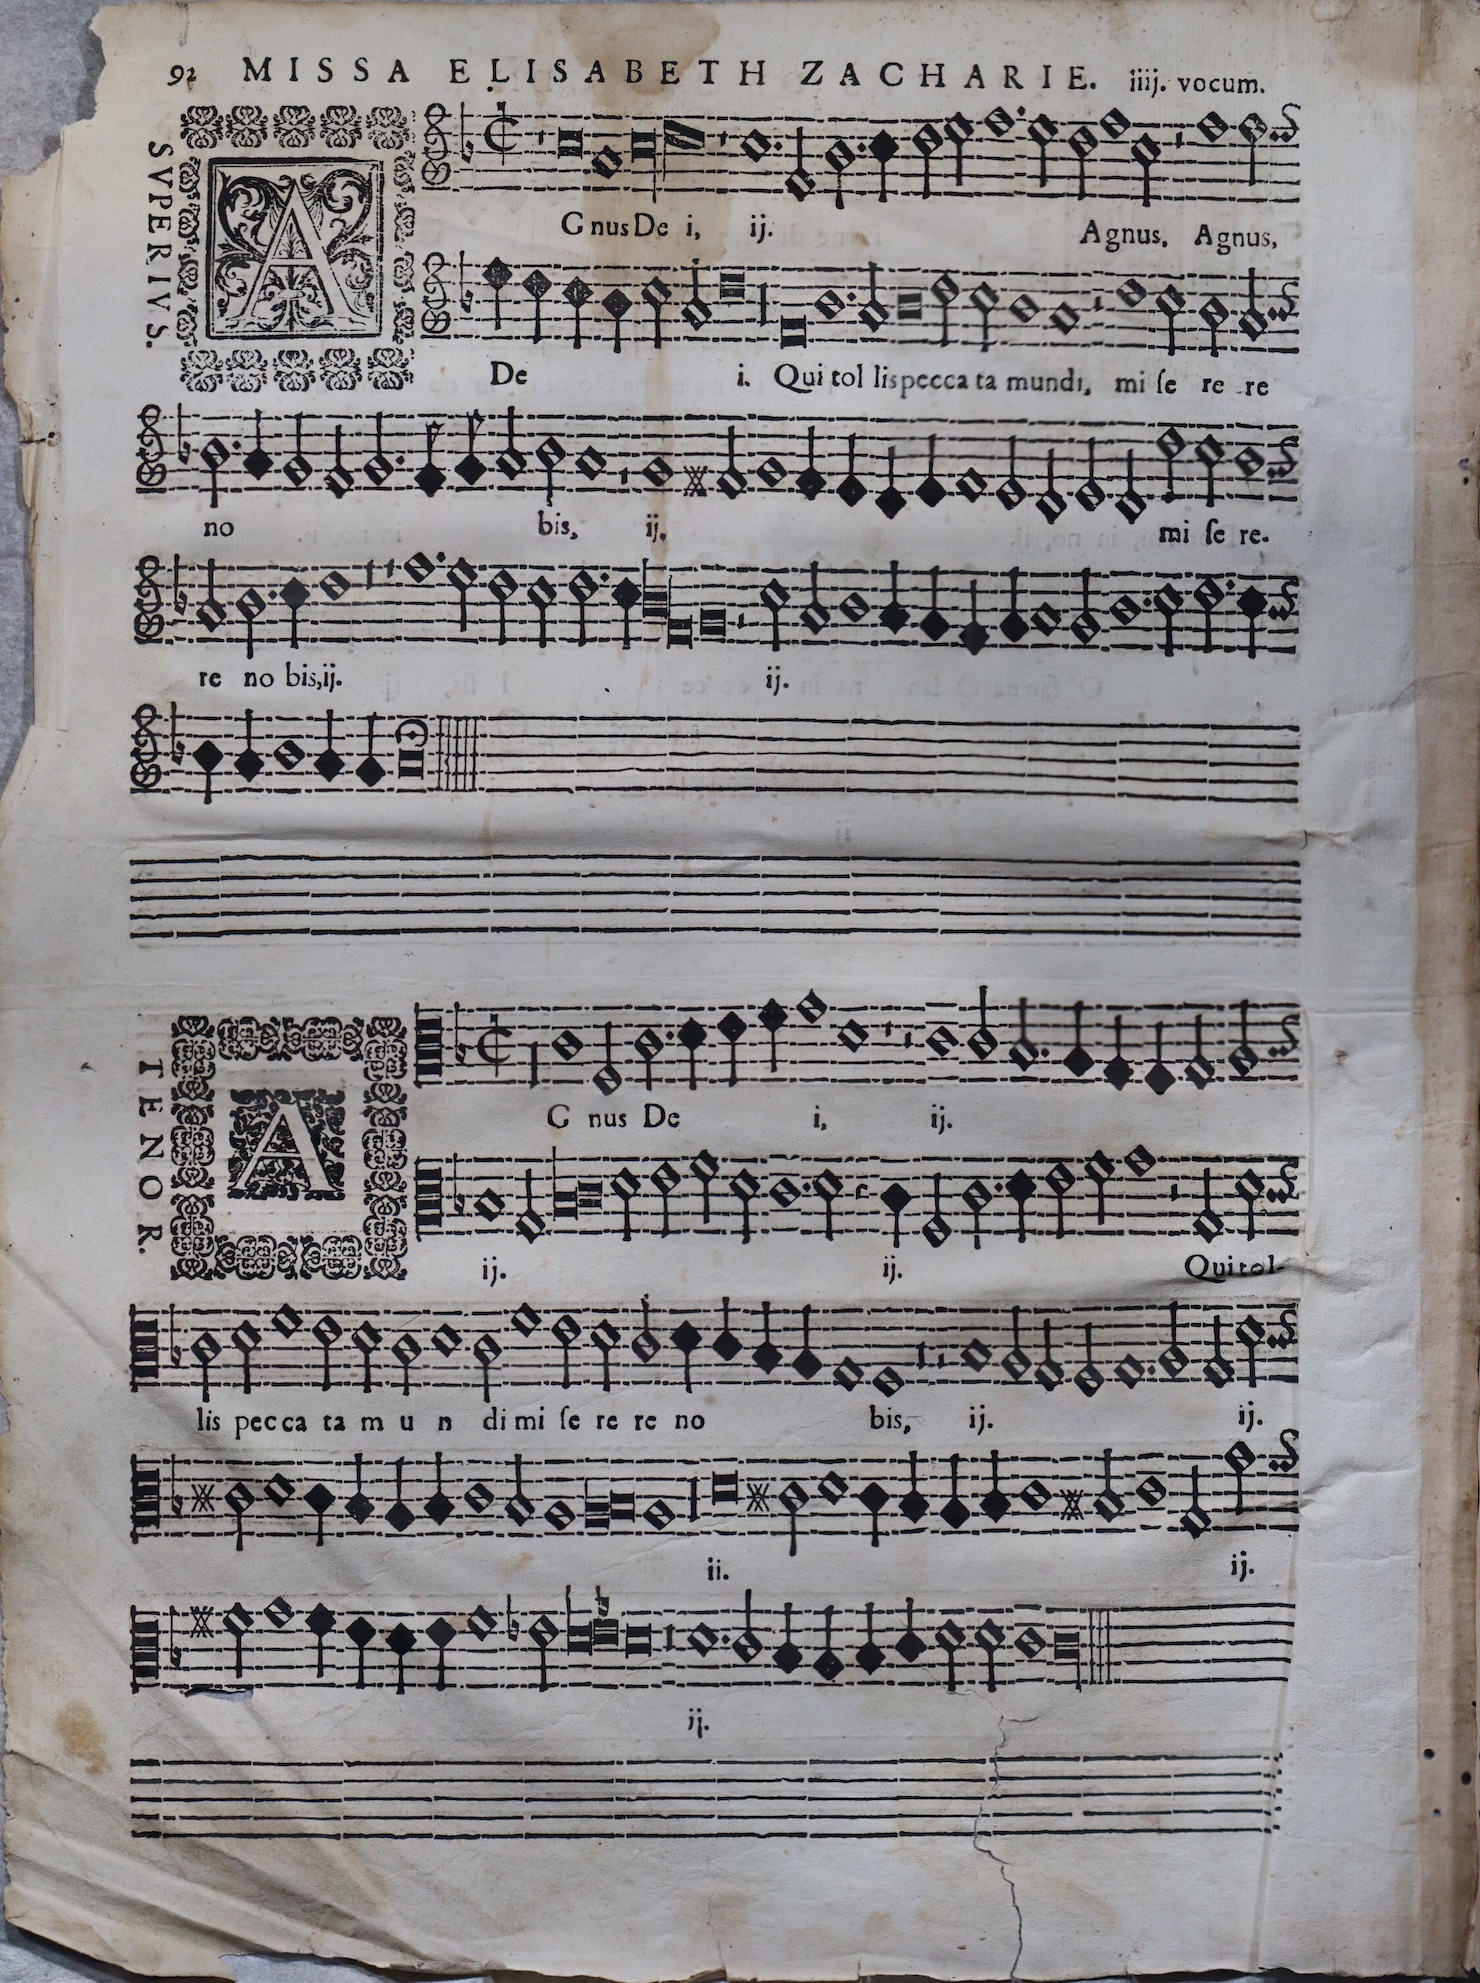 92 MISSA ELISABETH ZACHARIE. iiij. vocum.
SVPERIVS.
A
Gnus De i, ij. Agnus, Agnus,
De i. Qui tol lis pecca ta mundi, mi ſe re re
no bis, ij. mi ſe re-
re no bis, ij. ij.
TENOR.
A
G nus De i, ij.
ij. ij. Qui tol-
lis pec ca ta m u n di mi ſe re re no bis, ij. ij.
ii. ij.
ij.